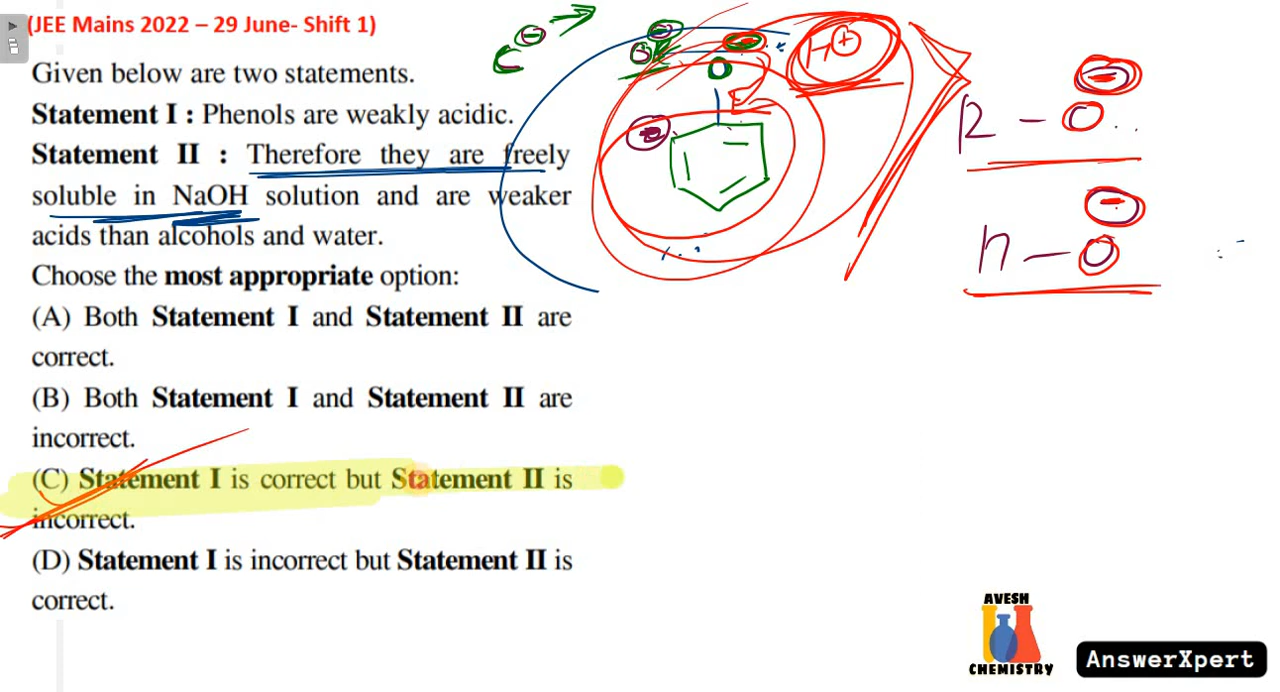 (JEE Mains 2022 – 29 June- Shift 1)
Given below are two statements.
Statement I : Phenols are weakly acidic.
Statement II : Therefore they are freely
soluble in NaOH solution and are weaker
acids than alcohols and water.
Choose the most appropriate option:
(A) Both Statement I and Statement II are
correct.
(B) Both Statement I and Statement II are
incorrect.
(C) Statement I is correct but Statement II is
incorrect.
(D) Statement I is incorrect but Statement II is
correct.
O
H+
R - O
H - O
AVESH
CHEMISTRY
AnswerXpert